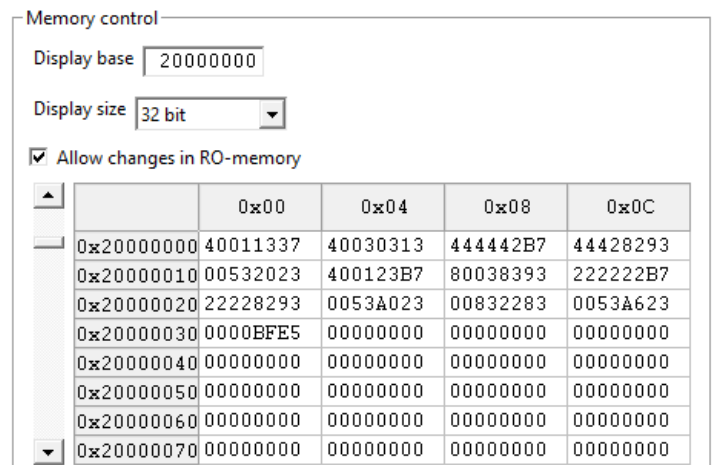 Memory control
Display base 20000000
Display size 32 bit
Allow changes in RO-memory
0x00 0x04 0x08 0x0C
0x20000000 40011337 40030313 444442B7 44428293
0x20000010 00532023 400123B7 80038393 222222B7
0x20000020 22228293 0053A023 00832283 0053A623
0x20000030 0000BFE5 00000000 00000000 00000000
0x20000040 00000000 00000000 00000000 00000000
0x20000050 00000000 00000000 00000000 00000000
0x20000060 00000000 00000000 00000000 00000000
0x20000070 00000000 00000000 00000000 00000000